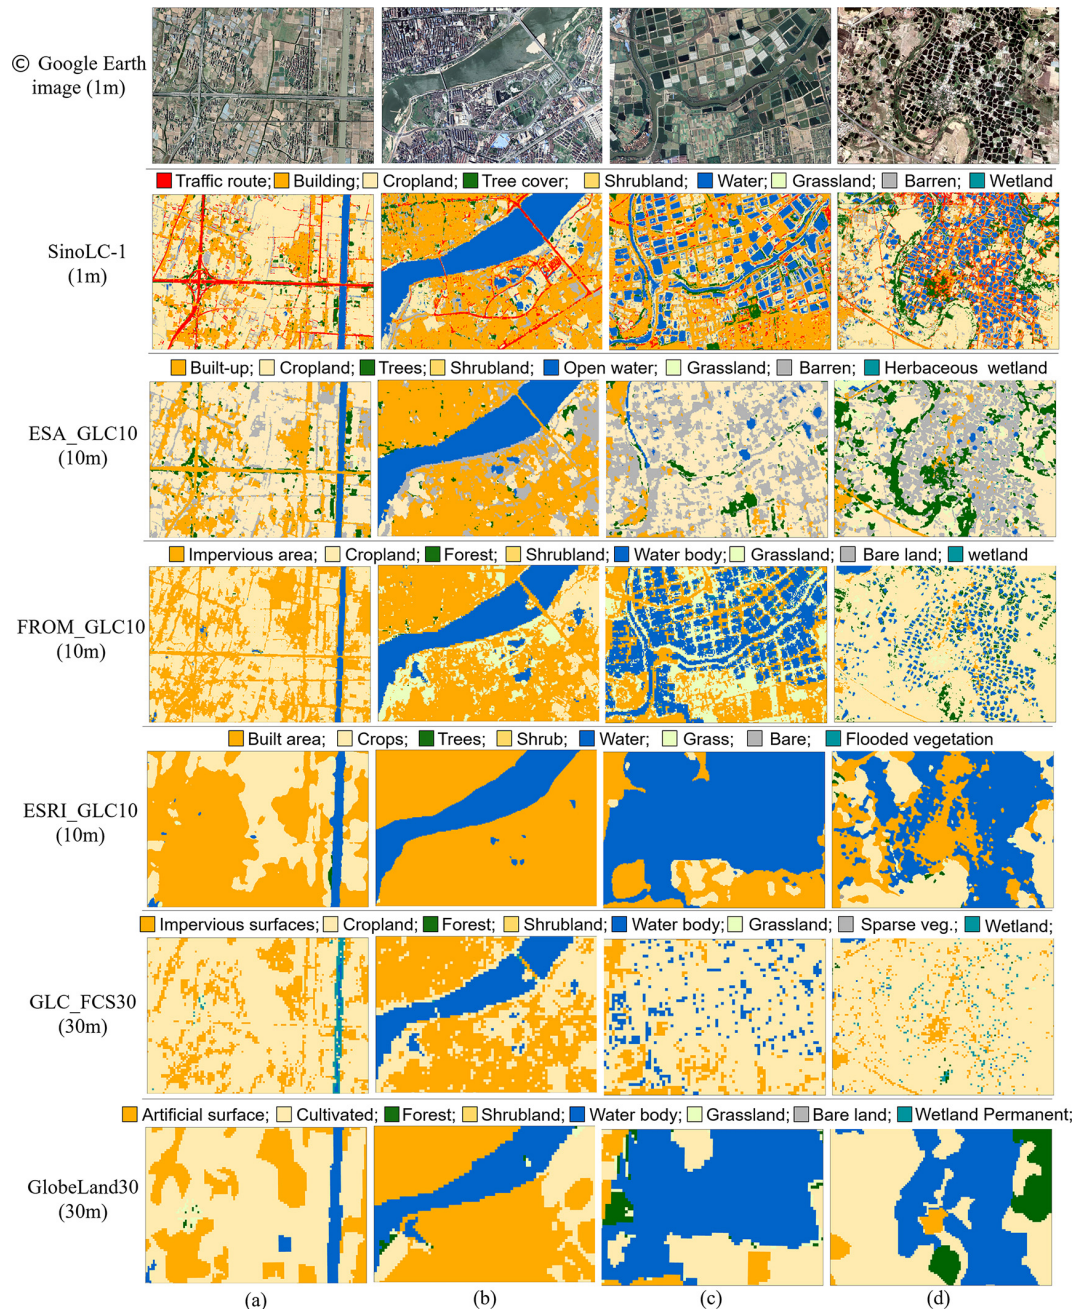 © Google Earth
image (1m)
Traffic route; Building; Cropland; Tree cover; Shrubland; Water; Grassland; Barren; Wetland
SinoLC-1
(1m)
Built-up; Cropland; Trees; Shrubland; Open water; Grassland; Barren; Herbaceous wetland
ESA_GLC10
(10m)
Impervious area; Cropland; Forest; Shrubland; Water body; Grassland; Bare land; wetland
FROM_GLC10
(10m)
Built area; Crops; Trees; Shrub; Water; Grass; Bare; Flooded vegetation
ESRI_GLC10
(10m)
Impervious surfaces; Cropland; Forest; Shrubland; Water body; Grassland; Sparse veg.; Wetland;
GLC_FCS30
(30m)
Artificial surface; Cultivated; Forest; Shrubland; Water body; Grassland; Bare land; Wetland Permanent;
GlobeLand30
(30m)
(a) (b) (c) (d)